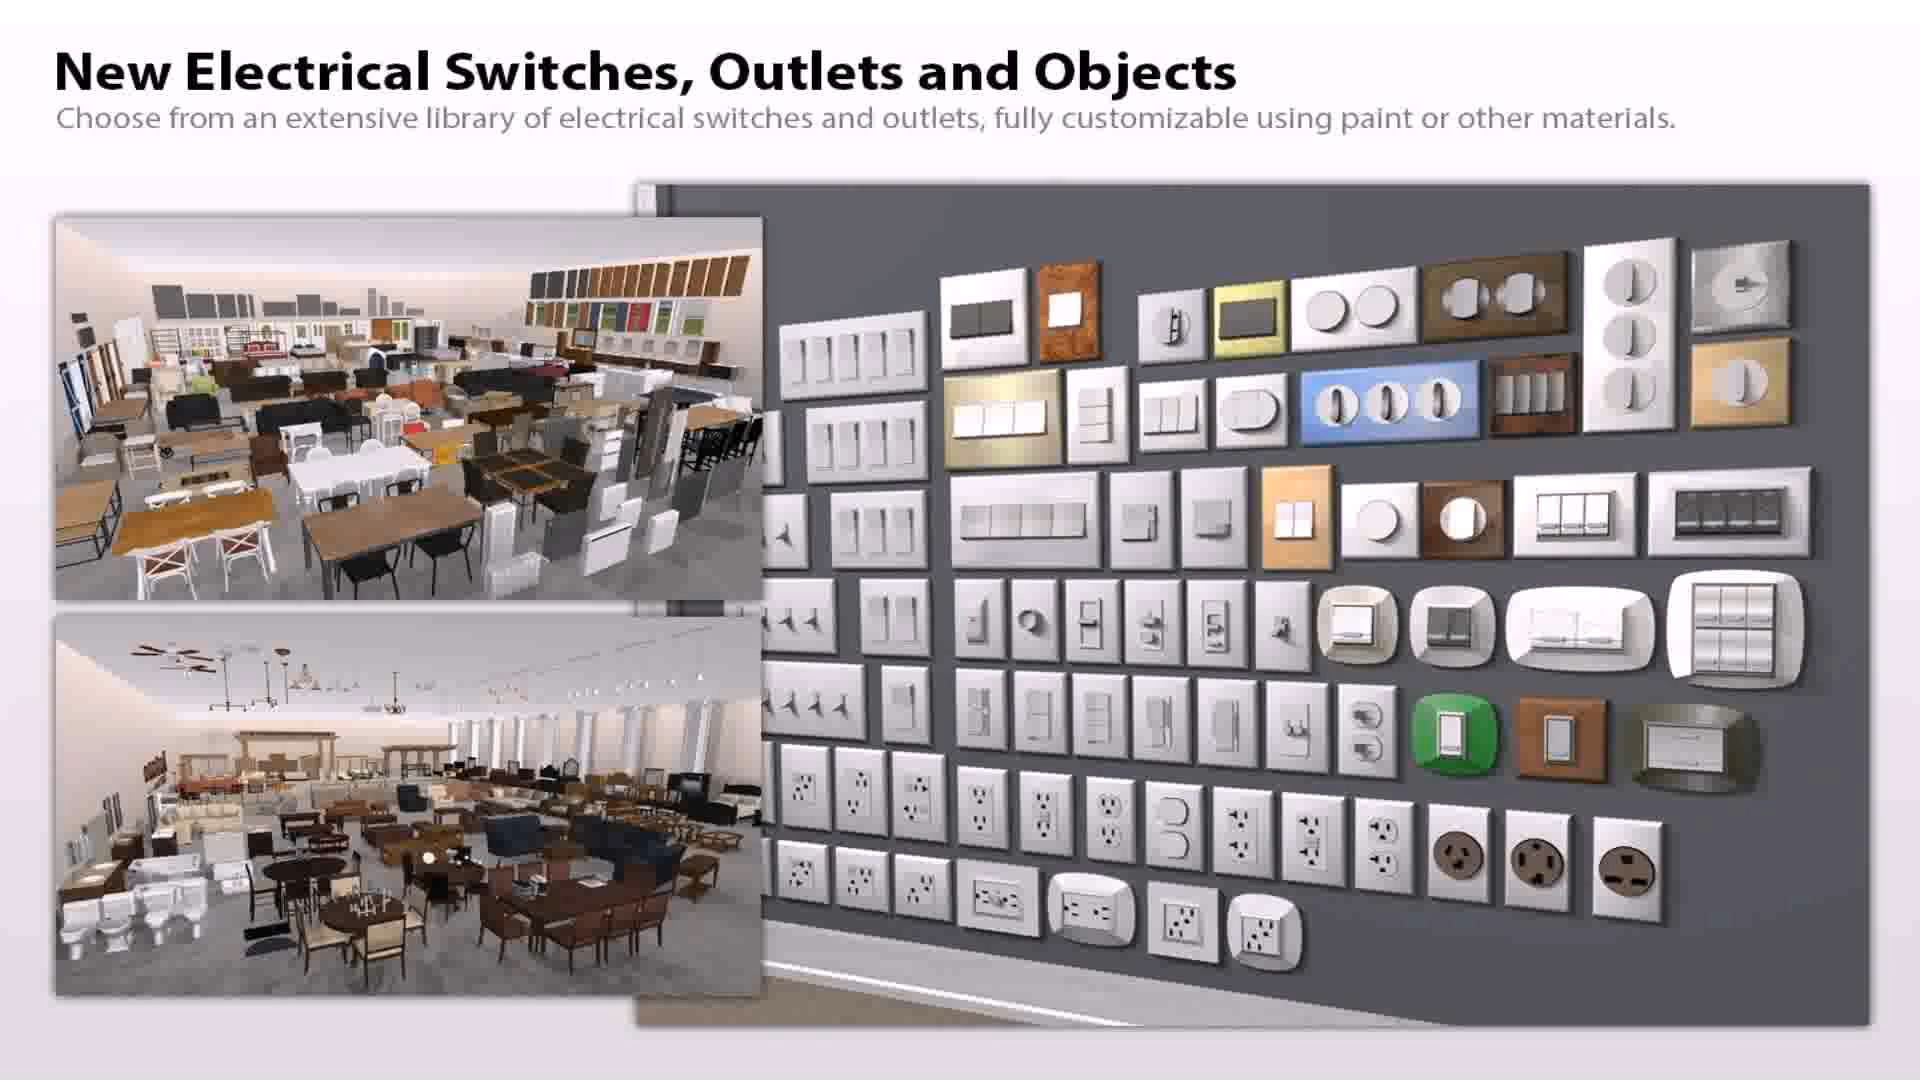 New Electrical Switches, Outlets and Objects
Choose from an extensive library of electrical switches and outlets, fully customizable using paint or other materials.